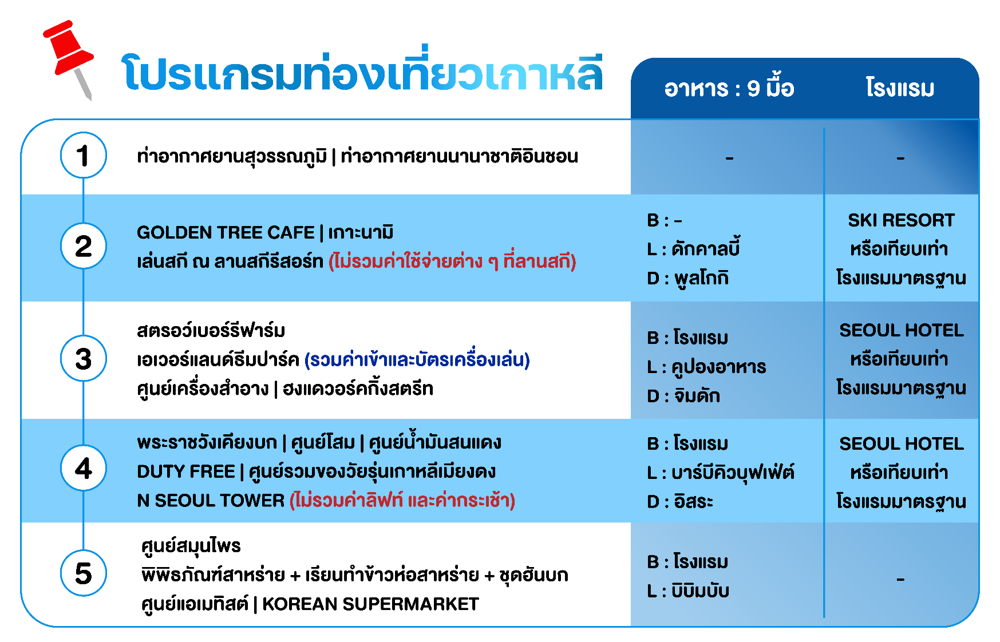 โปรแกรมท่องเที่ยวเกาหลี
อาหาร : 9 มื้อ
โรงแรม
1
ท่าอากาศยานสุวรรณภูมิ | ท่าอากาศยานนานาชาติอินชอน
-
-
2
GOLDEN TREE CAFE | เกาะนามิ
เล่นสกี ณ ลานสกีรีสอร์ท (ไม่รวมค่าใช้จ่ายต่าง ๆ ที่ลานสกี)
B : -
L : ดักคาลบี้
D : พูลโกกิ
SKI RESORT
หรือเทียบเท่า
โรงแรมมาตรฐาน
3
สตรอว์เบอร์รีฟาร์ม
เอเวอร์แลนด์ธีมปาร์ค (รวมค่าเข้าและบัตรเครื่องเล่น)
ศูนย์เครื่องสำอาง | ฮงแดวอร์คกิ้งสตรีท
B : โรงแรม
L : คูปองอาหาร
D : จิมดัก
SEOUL HOTEL
หรือเทียบเท่า
โรงแรมมาตรฐาน
4
พระราชวังเคียงบก | ศูนย์โสม | ศูนย์น้ำมันสนแดง
DUTY FREE | ศูนย์รวมของวัยรุ่นเกาหลีเมียงดง
N SEOUL TOWER (ไม่รวมค่าลิฟท์ และค่ากระเช้า)
B : โรงแรม
L : บาร์บีคิวบุฟเฟ่ต์
D : อิสระ
SEOUL HOTEL
หรือเทียบเท่า
โรงแรมมาตรฐาน
5
ศูนย์สมุนไพร
พิพิธภัณฑ์สาหร่าย + เรียนทำข้าวห่อสาหร่าย + ชุดฮันบก
ศูนย์แอเมทิสต์ | KOREAN SUPERMARKET
B : โรงแรม
L : บิบิมบับ
-